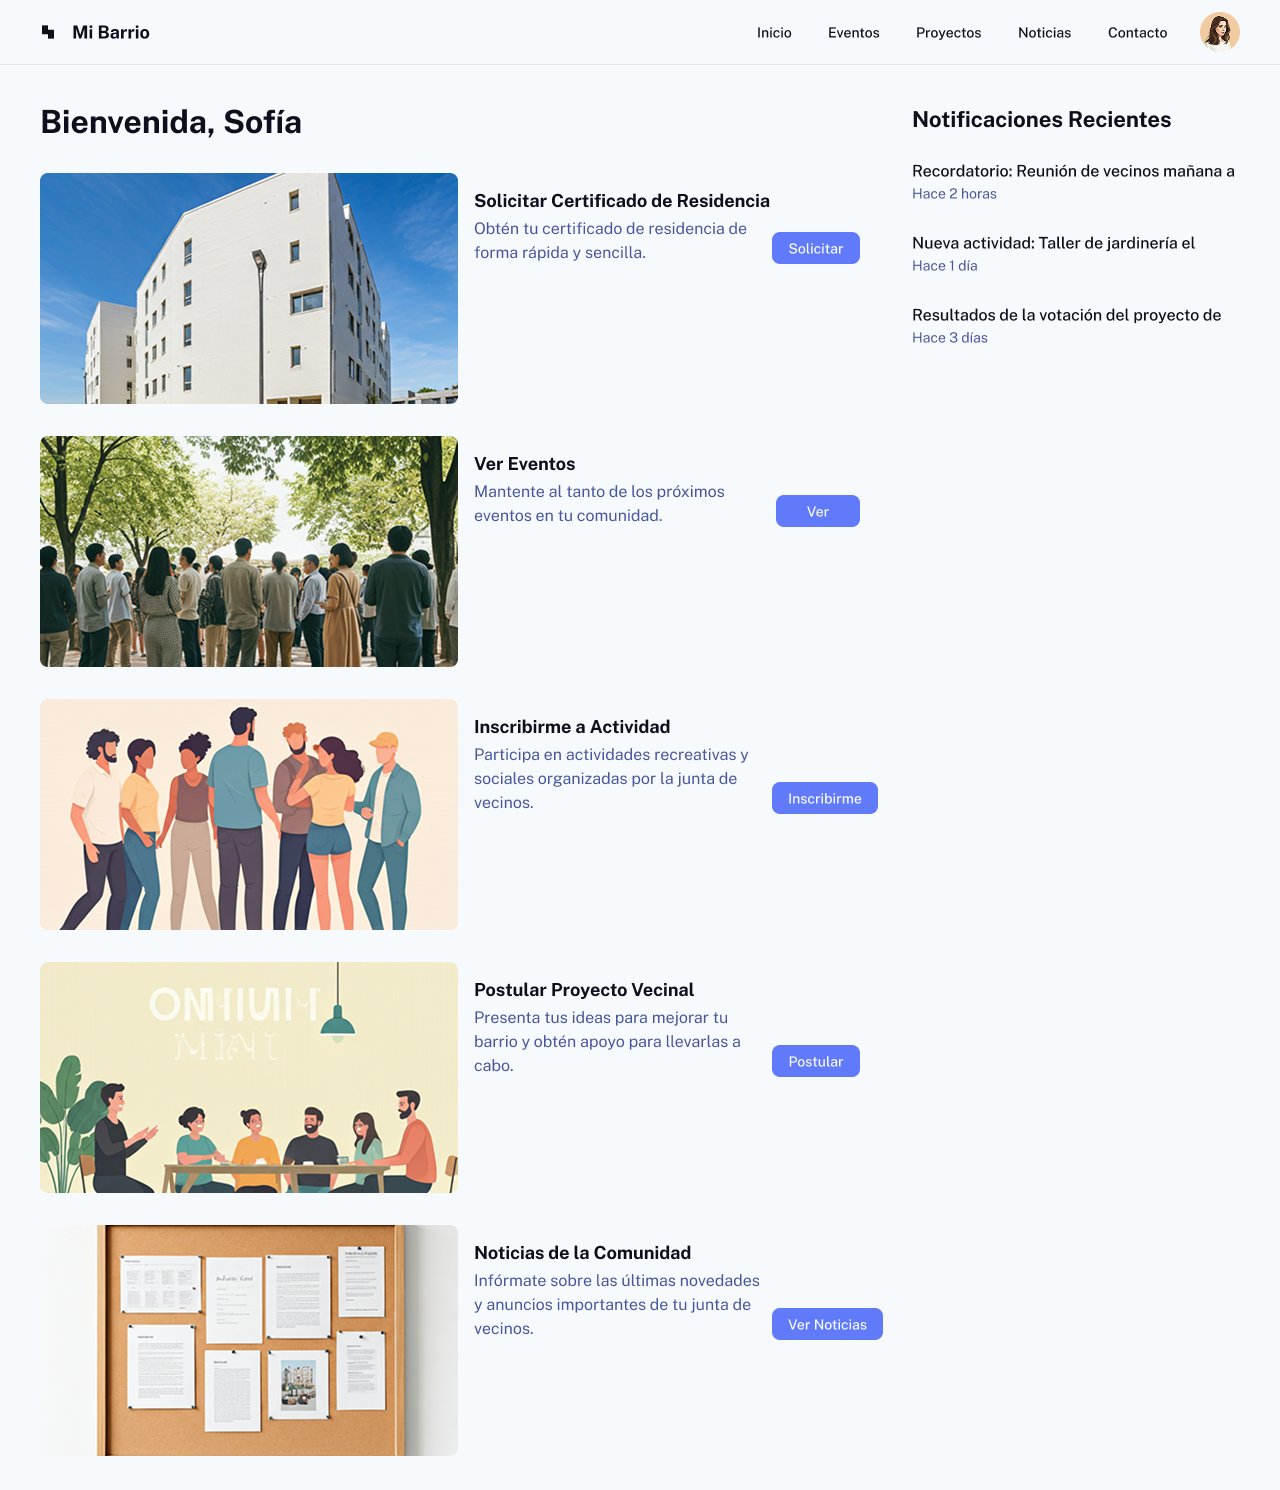 Mi Barrio
Inicio
Eventos
Proyectos
Noticias
Contacto
Bienvenida, Sofía
Solicitar Certificado de Residencia
Obtén tu certificado de residencia de
forma rápida y sencilla.
Solicitar
Ver Eventos
Mantente al tanto de los próximos
eventos en tu comunidad.
Ver
Inscribirme a Actividad
Participa en actividades recreativas y
sociales organizadas por la junta de
vecinos.
Inscribirme
Postular Proyecto Vecinal
Presenta tus ideas para mejorar tu
barrio y obtén apoyo para llevarlas a
cabo.
Postular
Noticias de la Comunidad
Infórmate sobre las últimas novedades
y anuncios importantes de tu junta de
vecinos.
Ver Noticias
Notificaciones Recientes
Recordatorio: Reunión de vecinos mañana a
Hace 2 horas
Nueva actividad: Taller de jardinería el
Hace 1 día
Resultados de la votación del proyecto de
Hace 3 días